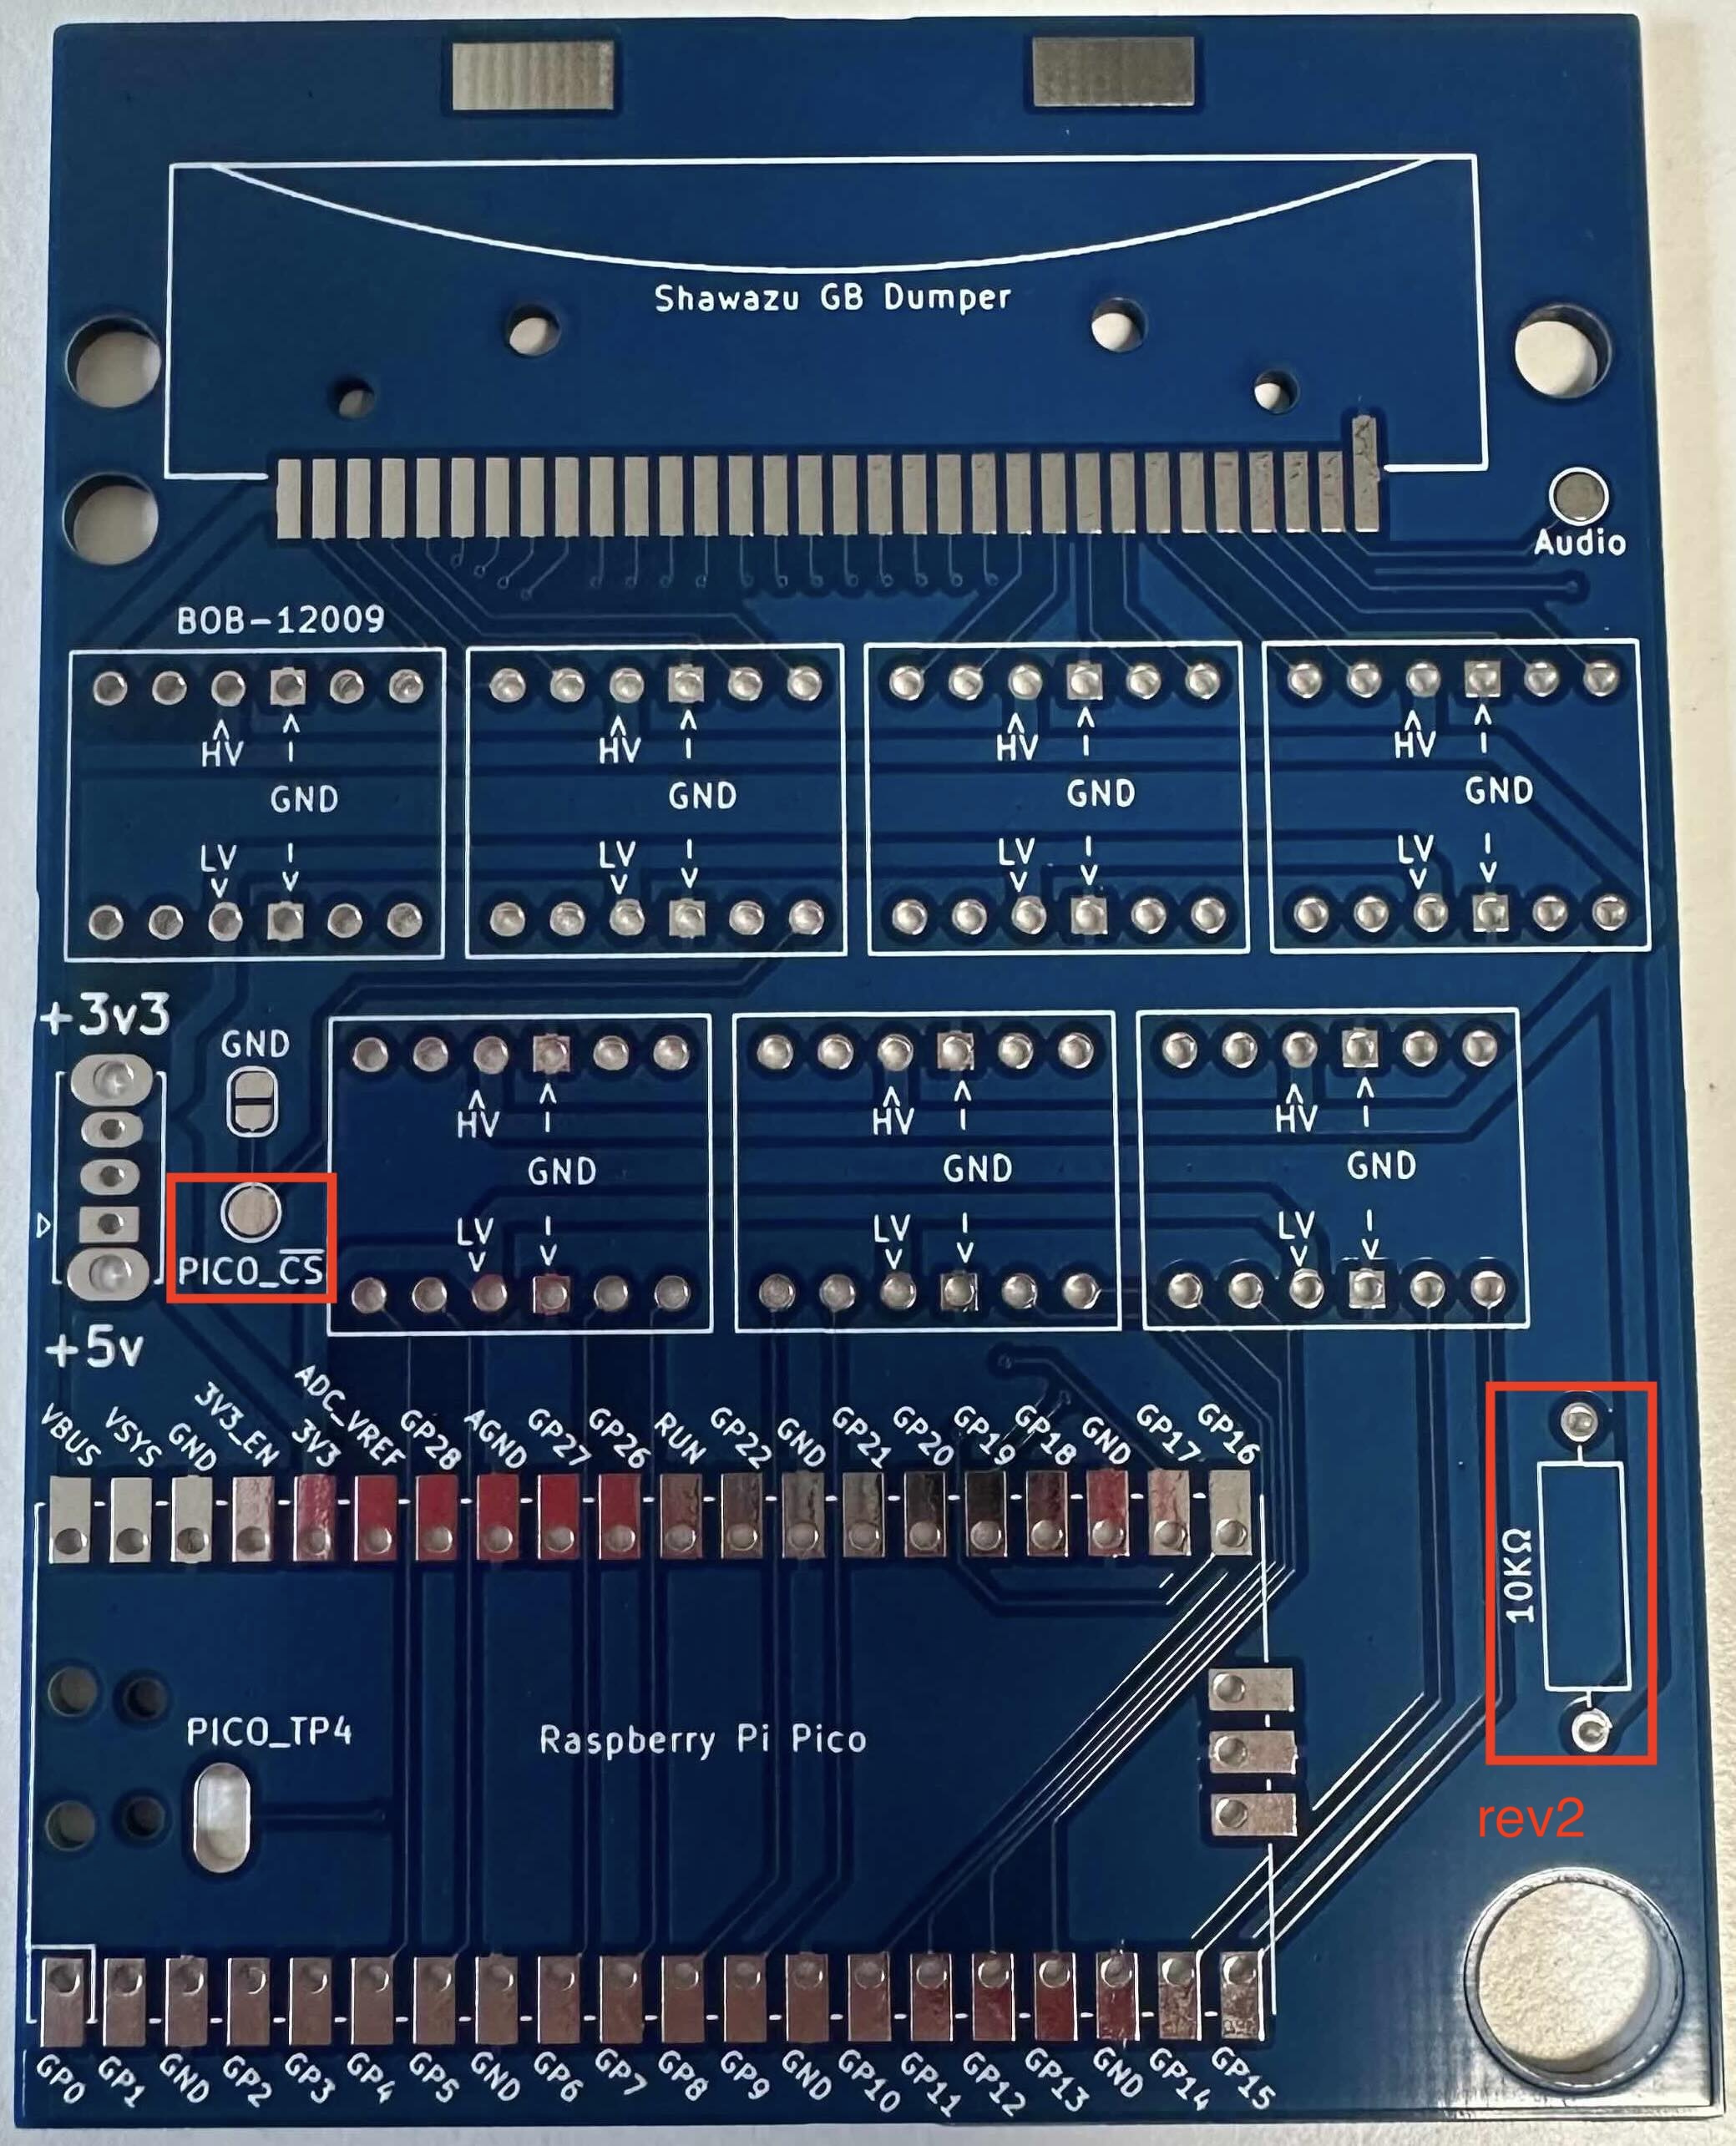 Shawazu GB Dumper
Audio
BOB-12009
HV
GND
LV
HV
GND
LV
HV
GND
LV
HV
GND
LV
+3v3
GND
PICO_C̅S̅
+5v
HV
GND
LV
HV
GND
LV
HV
GND
LV
VBUS
VSYS
GND
3V3_EN
3V3
ADC_VREF
GP28
AGND
GP27
GP26
RUN
GP22
GND
GP21
GP20
GP19
GP18
GND
GP17
GP16
10KΩ
rev2
PICO_TP4
Raspberry Pi Pico
GP0
GP1
GND
GP2
GP3
GP4
GP5
GND
GP6
GP7
GP8
GP9
GND
GP10
GP11
GP12
GP13
GND
GP14
GP15